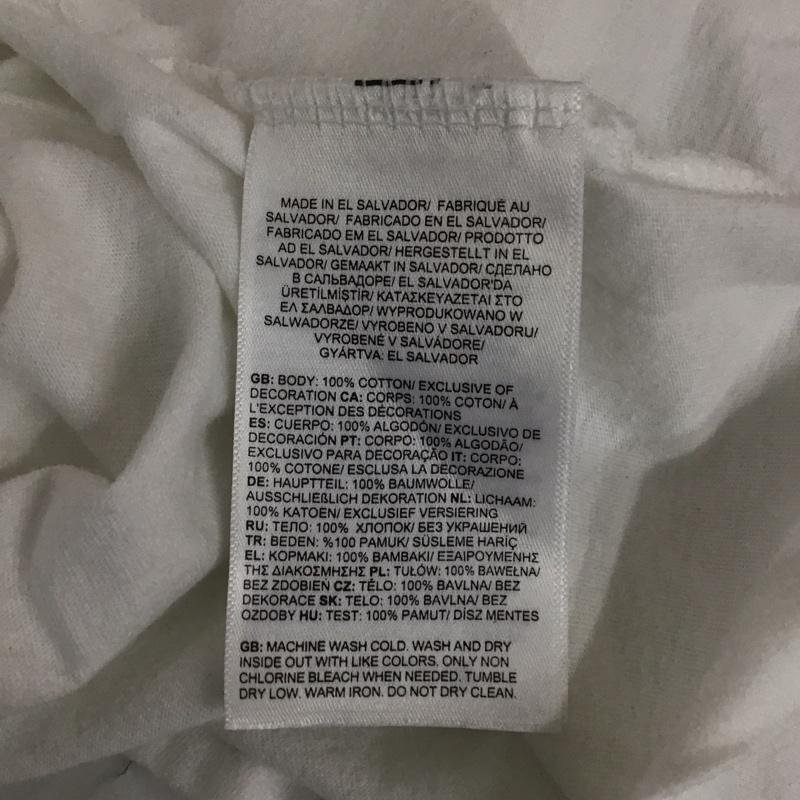 MADE IN EL SALVADOR/ FABRIQUÉ AU
SALVADOR/ FABRICADO EN EL SALVADOR/
FABRICADO EM EL SALVADOR/ PRODOTTO
AD EL SALVADOR/ HERGESTELLT IN EL
SALVADOR/ GEMAAKT IN SALVADOR/ СДЕЛАНО
В САЛЬВАДОРЕ/ EL SALVADOR'DA
ÜRETİLMİŞTİR/ ΚΑΤΑΣΚΕΥΑΖΕΤΑΙ ΣΤΟ
ΕΛ ΣΑΛΒΑΔΟΡ/ WYPRODUKOWANO W
SALWADORZE/ VYROBENO V SALVADORU/
VYROBENÉ V SALVÁDORE/
GYÁRTVA: EL SALVADOR
GB: BODY: 100% COTTON/ EXCLUSIVE OF
DECORATION CA: CORPS: 100% COTON/ À
L'EXCEPTION DES DÉCORATIONS
ES: CUERPO: 100% ALGODÓN/ EXCLUSIVO DE
DECORACIÓN PT: CORPO: 100% ALGODÃO/
EXCLUSIVO PARA DECORAÇÃO IT: CORPO:
100% COTONE/ ESCLUSA LA DECORAZIONE
DE: HAUPTTEIL: 100% BAUMWOLLE/
AUSSCHLIEßLICH DEKORATION NL: LICHAAM:
100% KATOEN/ EXCLUSIEF VERSIERING
RU: ТЕЛО: 100% ХЛОПОК/ БЕЗ УКРАШЕНИЙ
TR: BEDEN: %100 PAMUK/ SÜSLEME HARİÇ
EL: ΚΟΡΜΑΚΙ: 100% ΒΑΜΒΑΚΙ/ ΕΞΑΙΡΟΥΜΕΝΗΣ
ΤΗΣ ΔΙΑΚΟΣΜΗΣΗΣ PL: TUŁÓW: 100% BAWEŁNA/
BEZ ZDOBIEŃ CZ: TĚLO: 100% BAVLNA/ BEZ
DEKORACE SK: TELO: 100% BAVLNA/ BEZ
OZDOBY HU: TEST: 100% PAMUT/ DÍSZ MENTES
GB: MACHINE WASH COLD. WASH AND DRY
INSIDE OUT WITH LIKE COLORS. ONLY NON
CHLORINE BLEACH WHEN NEEDED. TUMBLE
DRY LOW. WARM IRON. DO NOT DRY CLEAN.